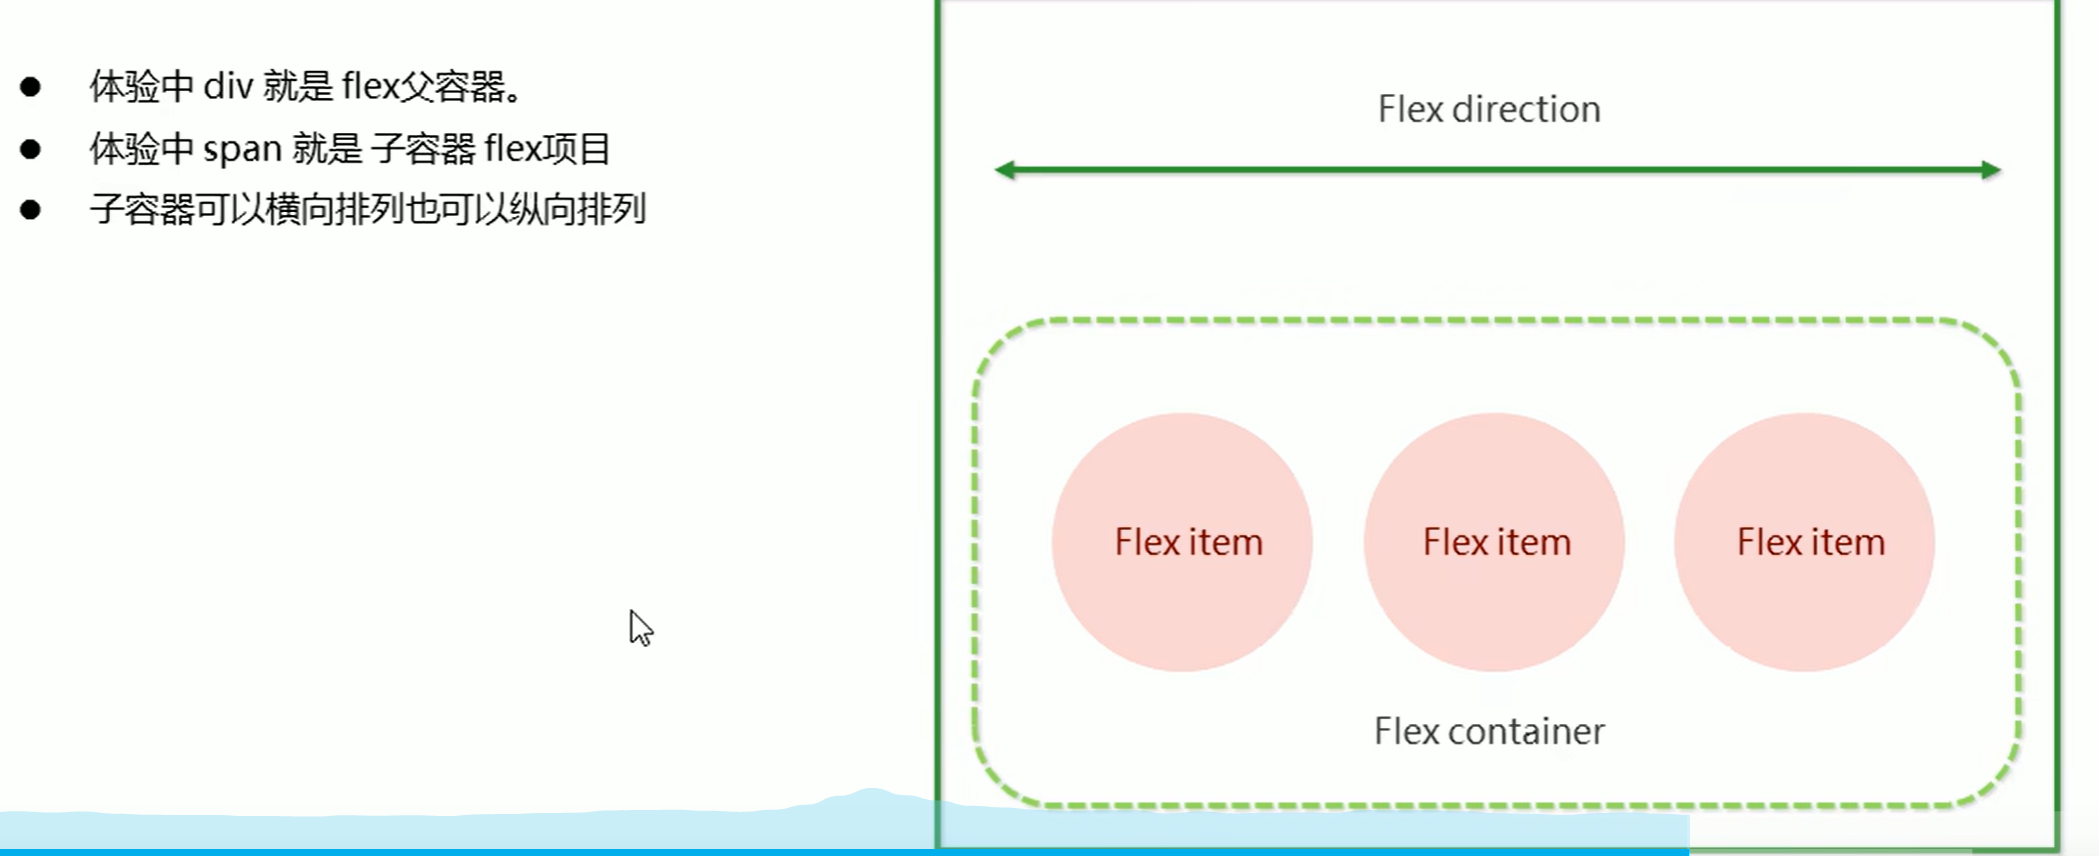 体验中 div 就是 flex父容器。
体验中 span 就是 子容器 flex项目
子容器可以横向排列也可以纵向排列
Flex direction
Flex item Flex item Flex item
Flex container